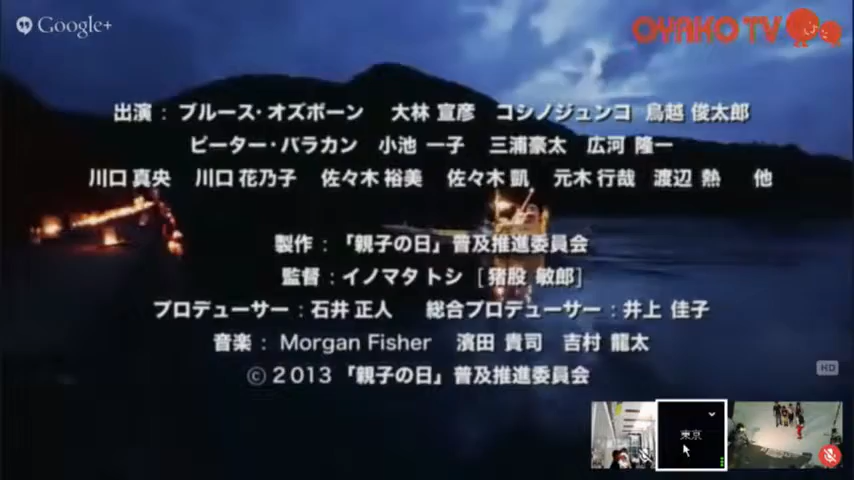 Google+
OYAKO TV
出演：ブルース・オズボーン 大林 宣彦 コシノジュンコ 鳥越 俊太郎
ピーター・バラカン 小池 一子 三浦豪太 広河 隆一
川口 真央 川口 花乃子 佐々木 裕美 佐々木 凱 元木 行哉 渡辺 熱 他
製作：「親子の日」普及推進委員会
監督：イノマタ トシ [猪股 敏郎]
プロデューサー：石井 正人 総合プロデューサー：井上 佳子
音楽： Morgan Fisher 濱田 貴司 吉村 龍太
©2013「親子の日」普及推進委員会
HD
東京